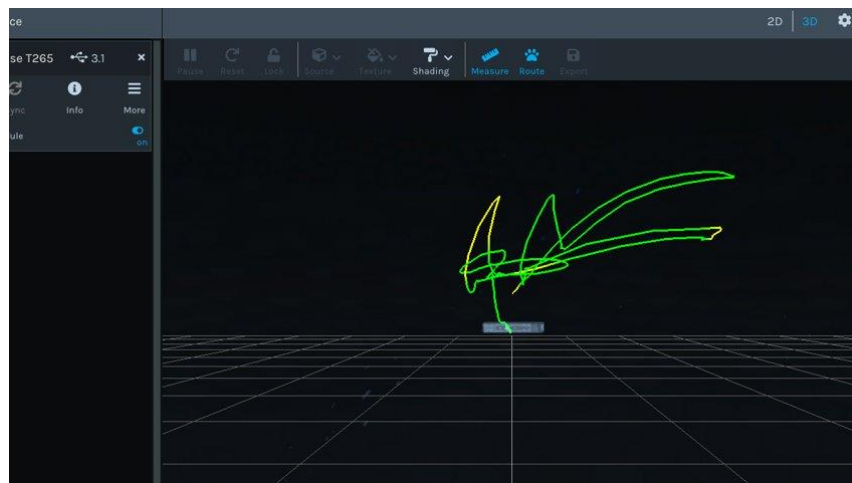 ce
2D 3D
se T265 3.1 ×
Pause Reset Lock Source Texture Shading Measure Route Export
ync Info More
ule on